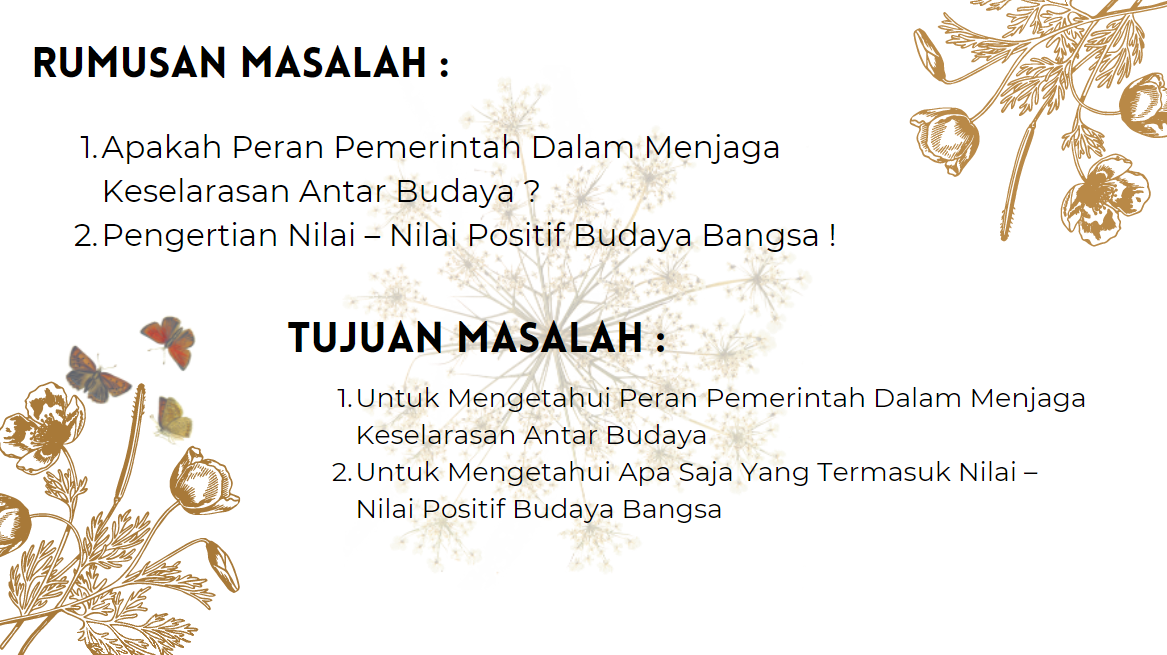 RUMUSAN MASALAH :
1. Apakah Peran Pemerintah Dalam Menjaga
Keselarasan Antar Budaya ?
2. Pengertian Nilai – Nilai Positif Budaya Bangsa !
TUJUAN MASALAH :
1. Untuk Mengetahui Peran Pemerintah Dalam Menjaga
Keselarasan Antar Budaya
2. Untuk Mengetahui Apa Saja Yang Termasuk Nilai –
Nilai Positif Budaya Bangsa